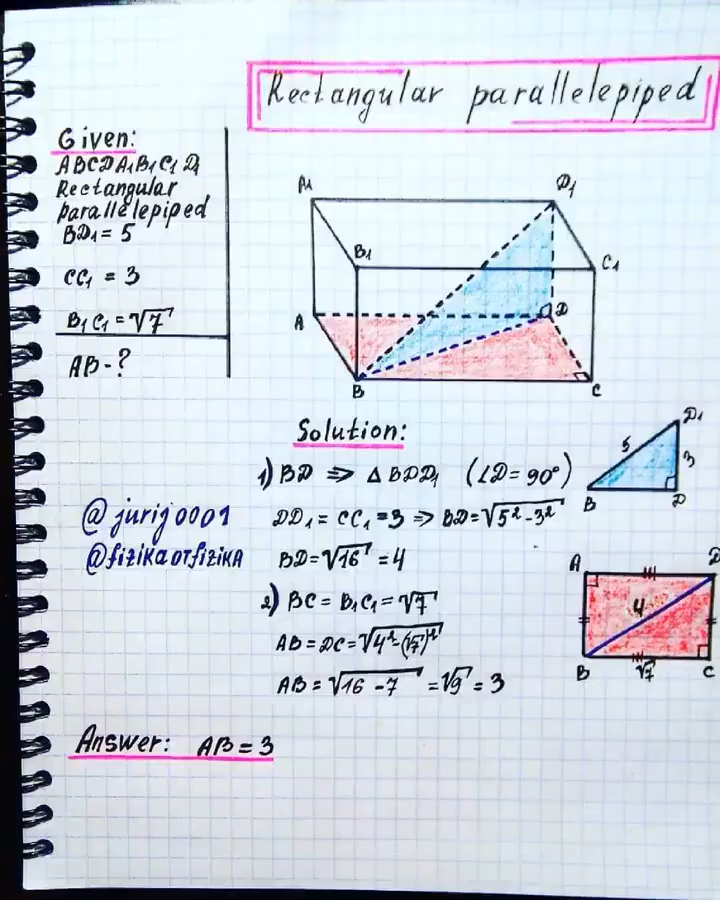 Rectangular parallelepiped
Given:
ABCDA1B1C1D1
Rectangular
parallelepiped
BD1 = 5
CC1 = 3
B1C1 = √7
AB - ?
A1
D1
B1
C1
A
D
B
C
Solution:
1) BD ⇒ △ BDD1 (∠D = 90°)
DD1 = CC1 = 3 ⇒ BD = √5² - 3²
BD = √16 = 4
2) BC = B1C1 = √7
AB = DC = √4² - (√7)²
AB = √16 - 7 = √9 = 3
D1
5
3
B
D
@jurij0001
@fizikaotfizika
A
D
4
B
√7
C
Answer: AB = 3